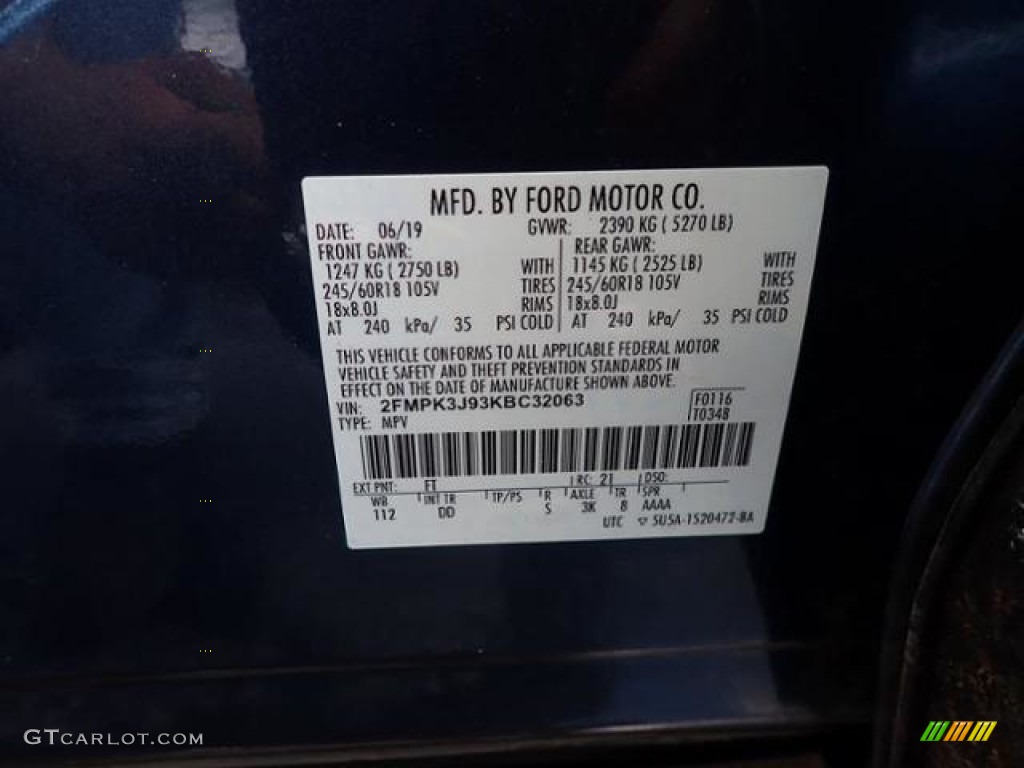 MFD. BY FORD MOTOR CO.
DATE: 06/19 GVWR: 2390 KG ( 5270 LB)
FRONT GAWR: REAR GAWR:
1247 KG ( 2750 LB) WITH 1145 KG ( 2525 LB) WITH
245/60R18 105V TIRES 245/60R18 105V TIRES
18x8.0J RIMS 18x8.0J RIMS
AT 240 kPa/ 35 PSI COLD AT 240 kPa/ 35 PSI COLD
THIS VEHICLE CONFORMS TO ALL APPLICABLE FEDERAL MOTOR
VEHICLE SAFETY AND THEFT PREVENTION STANDARDS IN
EFFECT ON THE DATE OF MANUFACTURE SHOWN ABOVE.
VIN: 2FMPK3J93KBC32063 F0116
TYPE: MPV T0348
EXT PNT: FT RC: 21 DSO:
WB INT TR TP/PS R AXLE TR SPR
112 DD S 3K 8 AAAA
UTC ▽ 5U5A-1520472-BA
GTCARLOT.COM